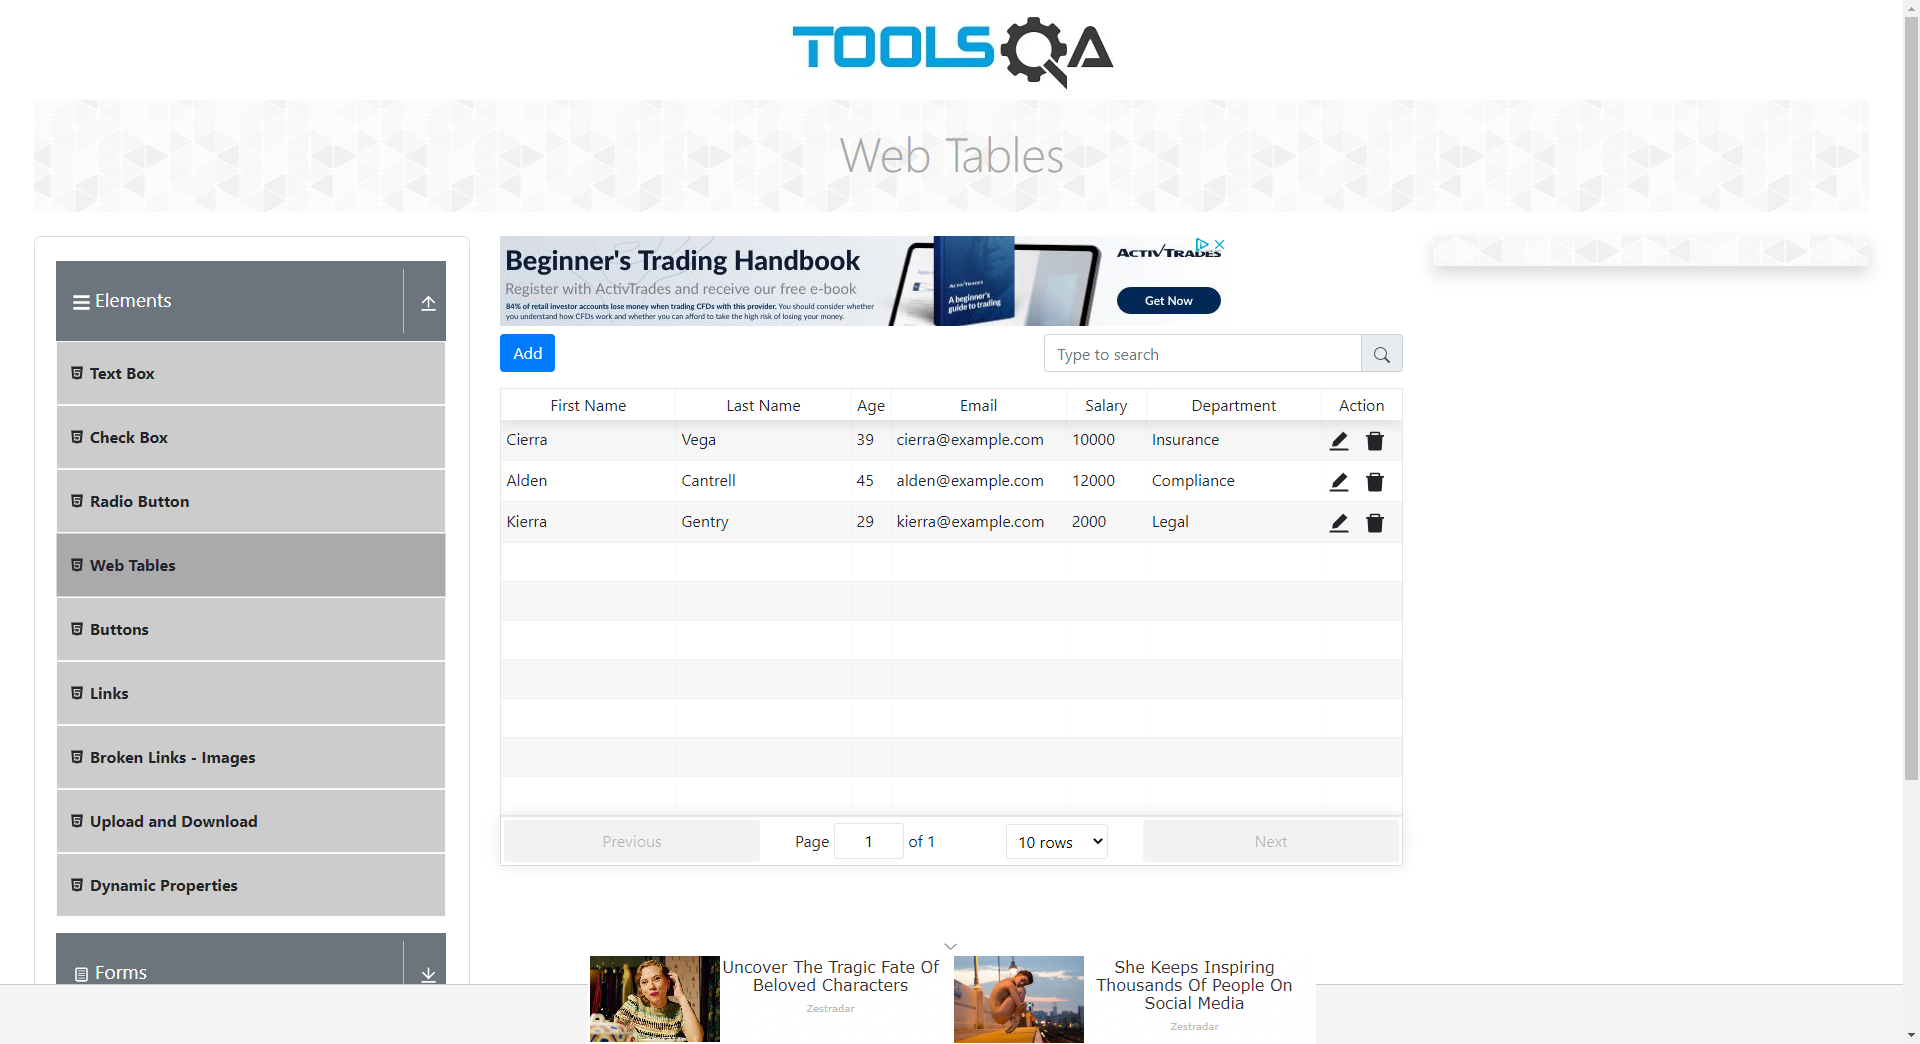 TOOLSQA
Web Tables
Elements
Text Box
Check Box
Radio Button
Web Tables
Buttons
Links
Broken Links - Images
Upload and Download
Dynamic Properties
Forms
Beginner's Trading Handbook
Register with ActivTrades and receive our free e-book
84% of retail investor accounts lose money when trading CFDs with this provider. You should consider whether
you understand how CFDs work and whether you can afford to take the high risk of losing your money.
ACTIVTRADES
A beginner's
guide to trading
ACTIVTRADES
Get Now
Add
Type to search
First Name Last Name Age Email Salary Department Action
Cierra Vega 39 cierra@example.com 10000 Insurance
Alden Cantrell 45 alden@example.com 12000 Compliance
Kierra Gentry 29 kierra@example.com 2000 Legal
Previous Page 1 of 1 10 rows Next
Uncover The Tragic Fate Of
Beloved Characters
Zestradar
She Keeps Inspiring
Thousands Of People On
Social Media
Zestradar